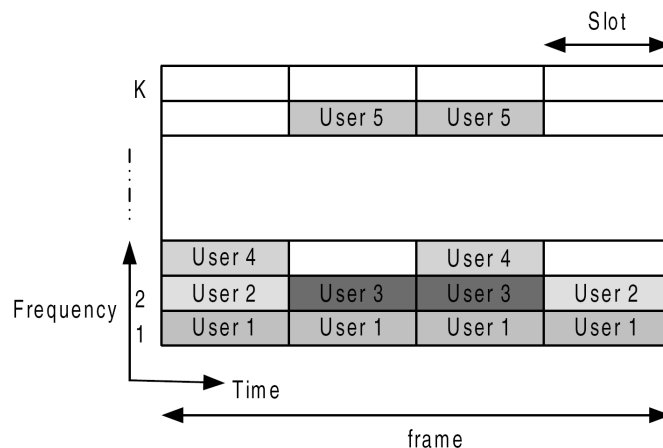 Slot
K
User 5 User 5
User 4 User 4
Frequency 2 User 2 User 3 User 3 User 2
1 User 1 User 1 User 1 User 1
Time
frame